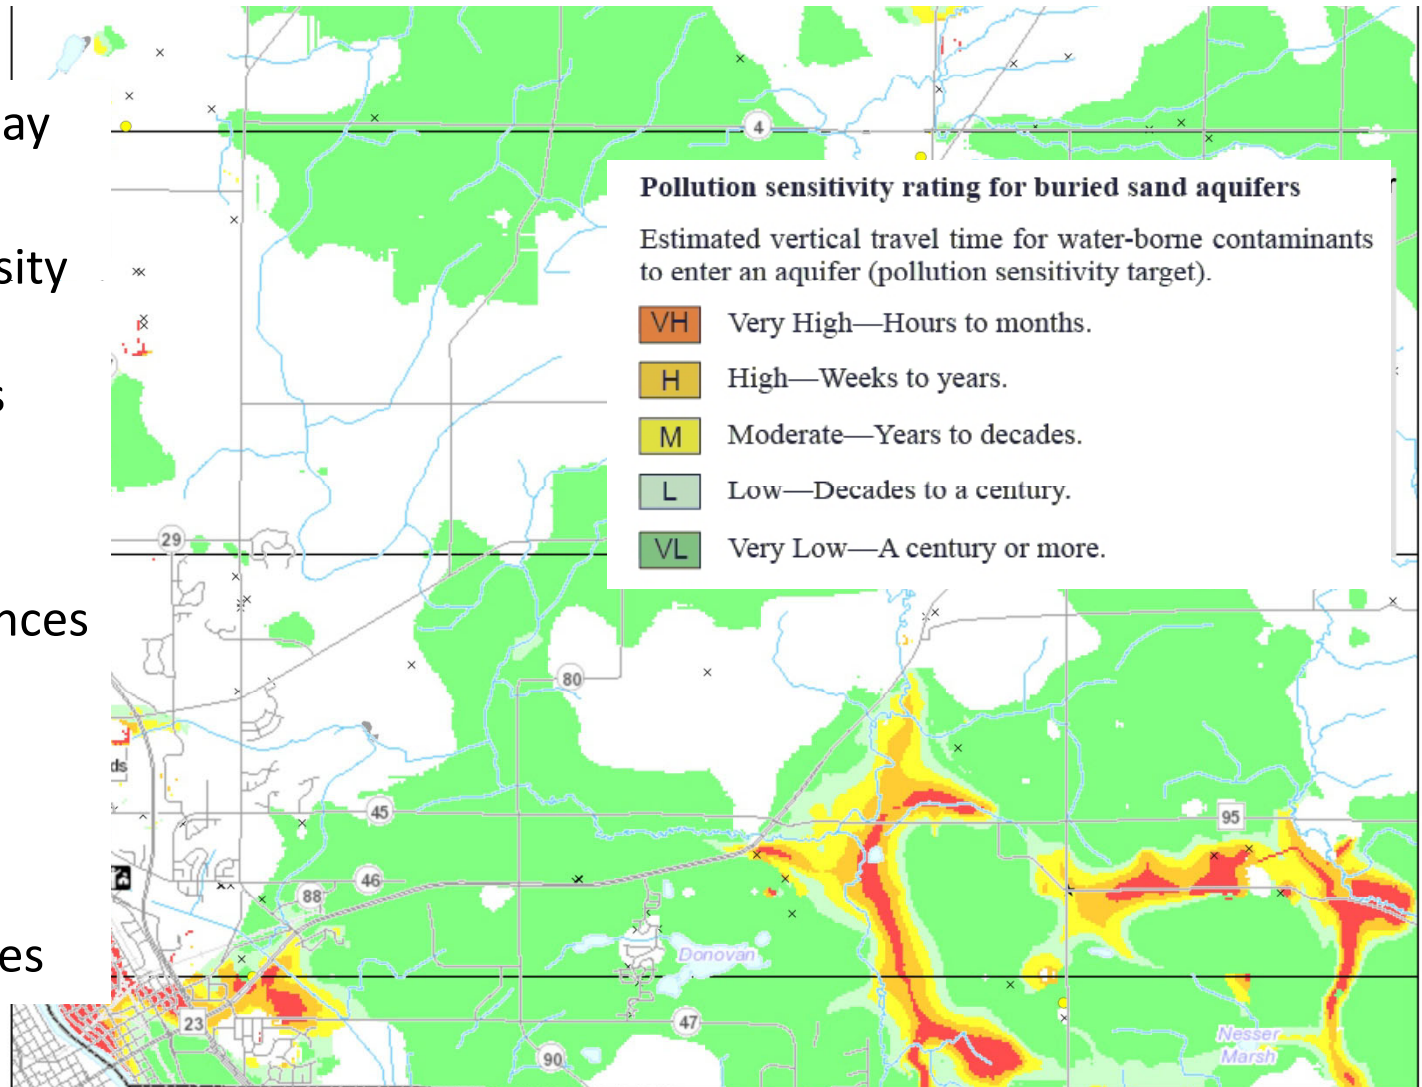 ay
4
Pollution sensitivity rating for buried sand aquifers
r
Estimated vertical travel time for water-borne contaminants
to enter an aquifer (pollution sensitivity target).
sity
VH Very High—Hours to months.
H High—Weeks to years.
s
M Moderate—Years to decades.
L Low—Decades to a century.
29
VL Very Low—A century or more.
nces
80
ds
45
95
46
88
es
Donovan
23
47
90
Nesser
Marsh